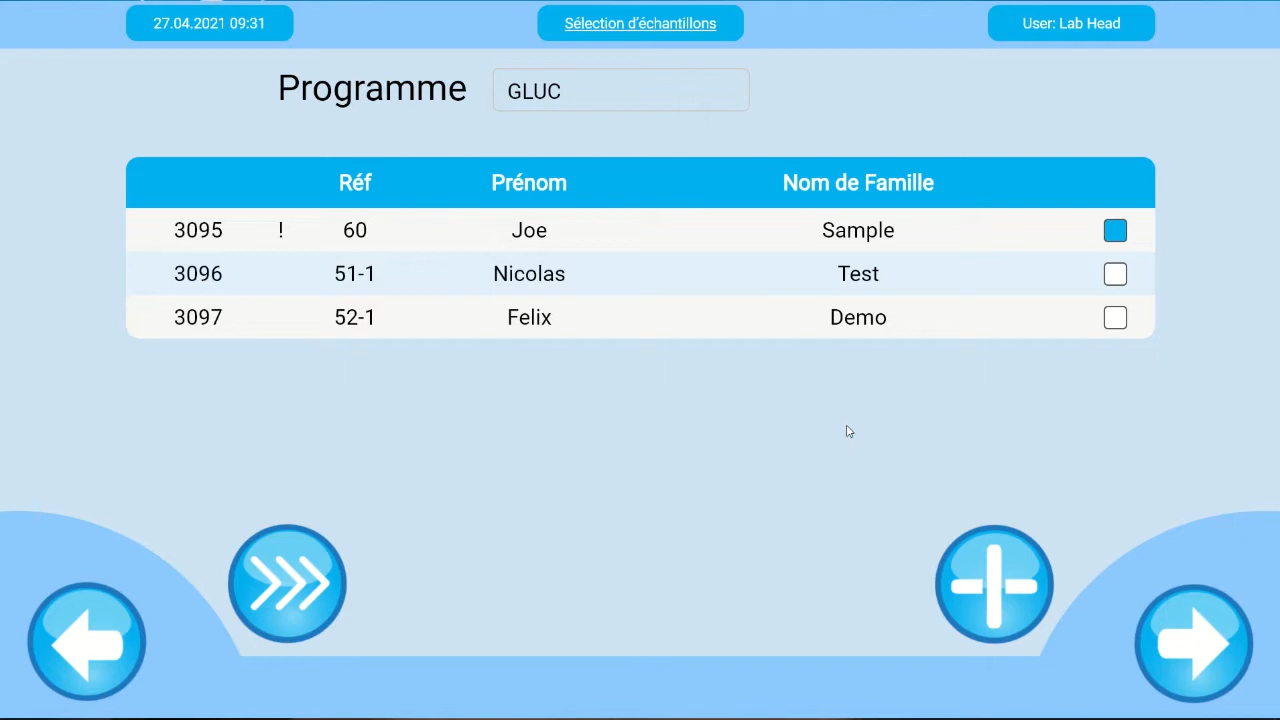 27.04.2021 09:31 Sélection d'échantillons User: Lab Head
Programme GLUC
Réf Prénom Nom de Famille
3095 ! 60 Joe Sample
3096 51-1 Nicolas Test
3097 52-1 Felix Demo